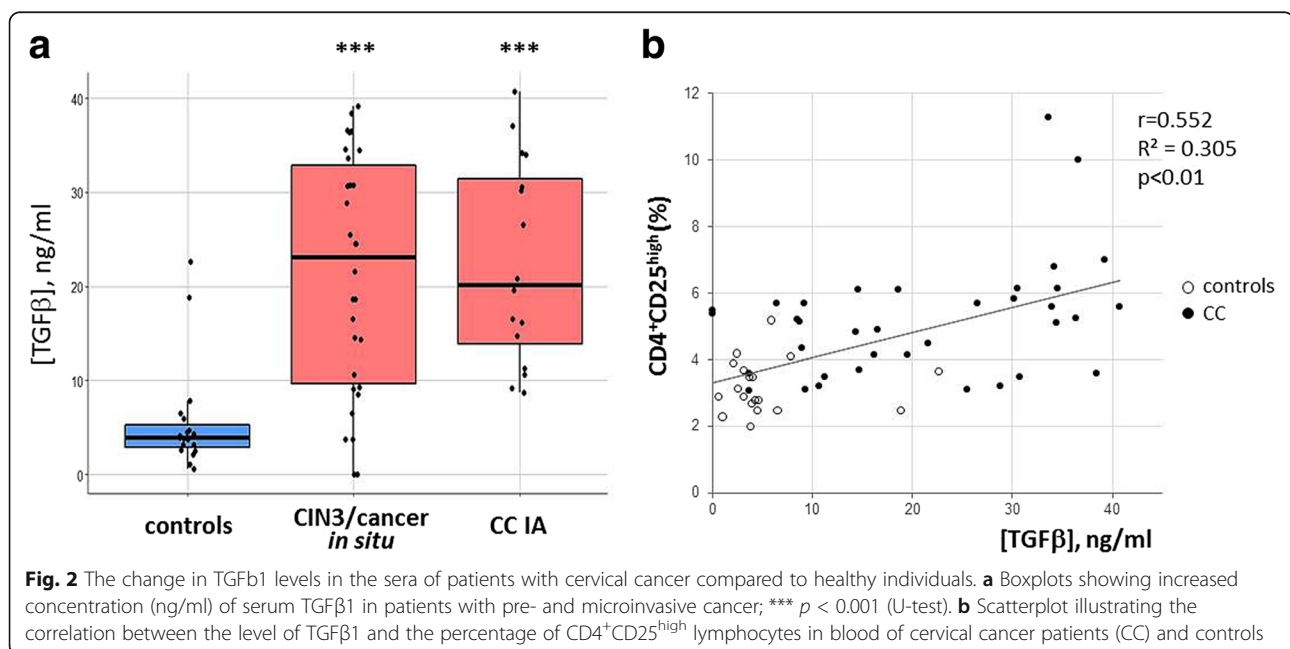 a
***
***
[TGFβ], ng/ml
40
30
20
10
0
controls
CIN3/cancer
in situ
CC IA
b
CD4⁺CD25ʰⁱᵍʰ (%)
12
10
8
6
4
2
0
r=0.552
R² = 0.305
p<0.01
controls
CC
0
10
20
30
40
[TGFβ], ng/ml
Fig. 2 The change in TGFb1 levels in the sera of patients with cervical cancer compared to healthy individuals. a Boxplots showing increased
concentration (ng/ml) of serum TGFβ1 in patients with pre- and microinvasive cancer; *** p < 0.001 (U-test). b Scatterplot illustrating the
correlation between the level of TGFβ1 and the percentage of CD4⁺CD25ʰⁱᵍʰ lymphocytes in blood of cervical cancer patients (CC) and controls